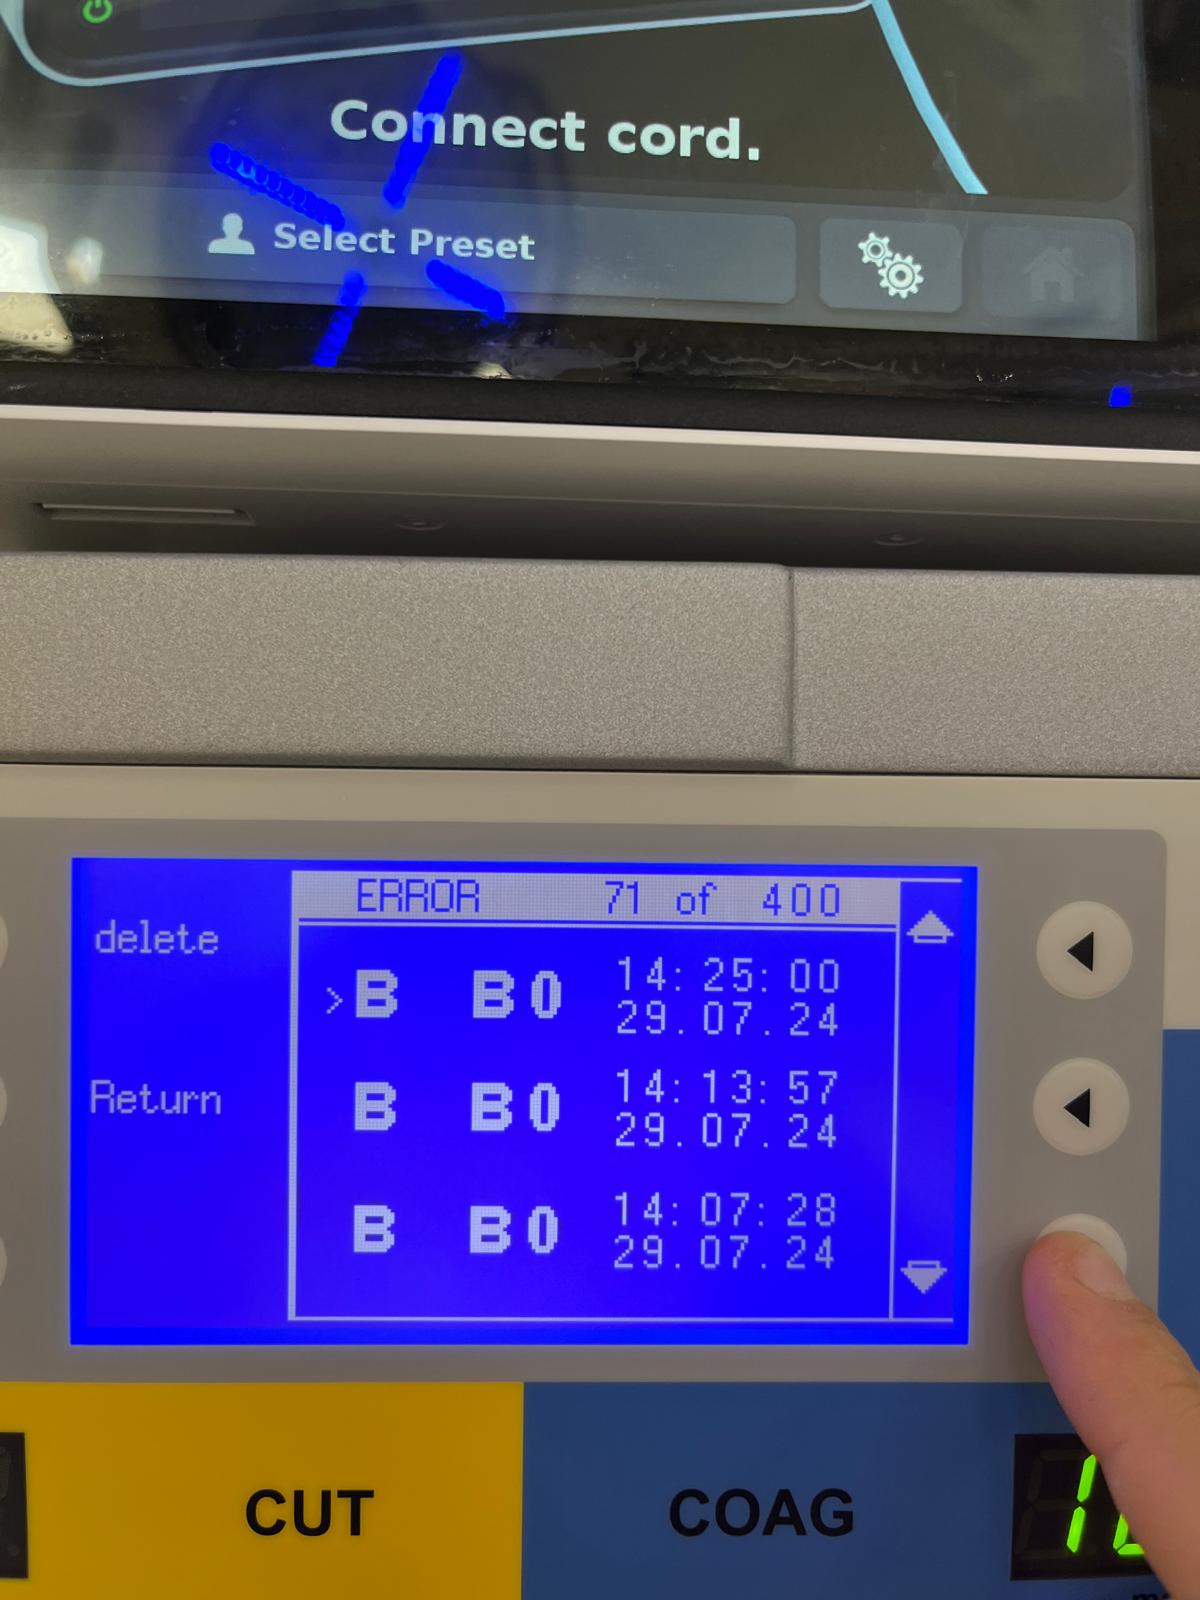 Connect cord.
Select Preset
delete
Return
ERROR 71 of 400
>B B0 14:25:00
29.07.24
B B0 14:13:57
29.07.24
B B0 14:07:28
29.07.24
CUT
COAG